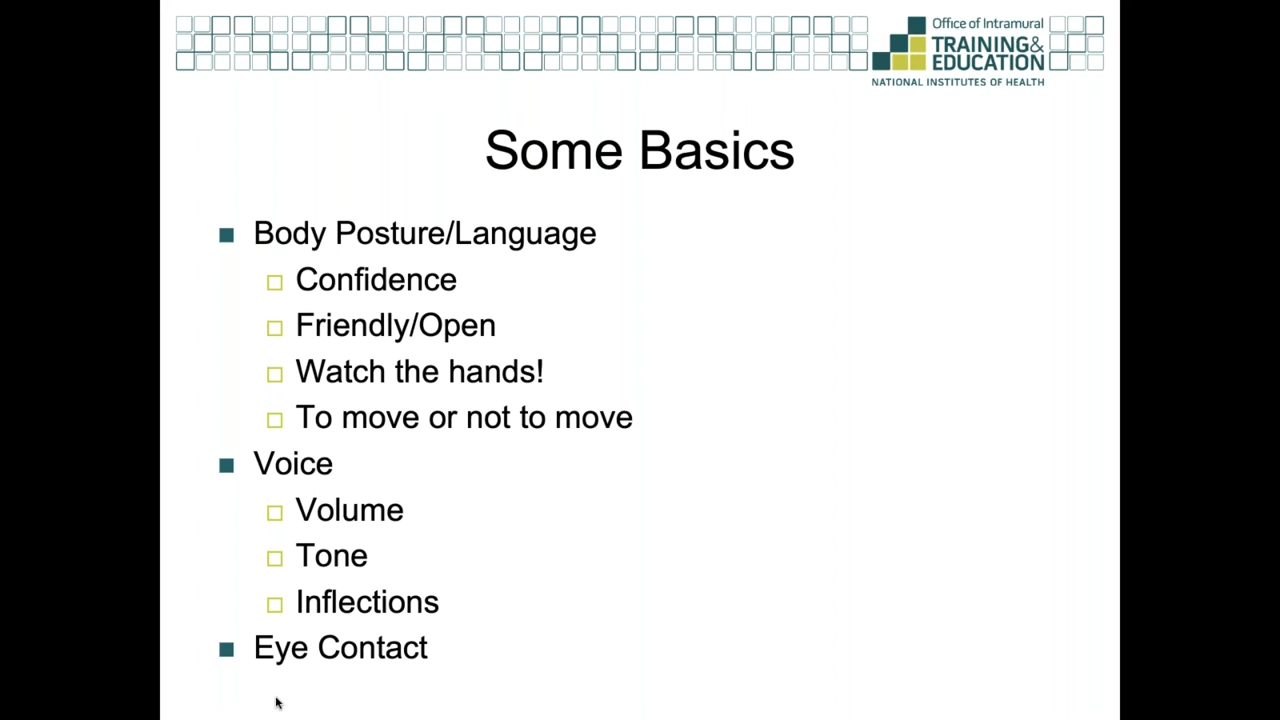 Office of Intramural
TRAINING&
EDUCATION
NATIONAL INSTITUTES OF HEALTH
Some Basics
Body Posture/Language
Confidence
Friendly/Open
Watch the hands!
To move or not to move
Voice
Volume
Tone
Inflections
Eye Contact